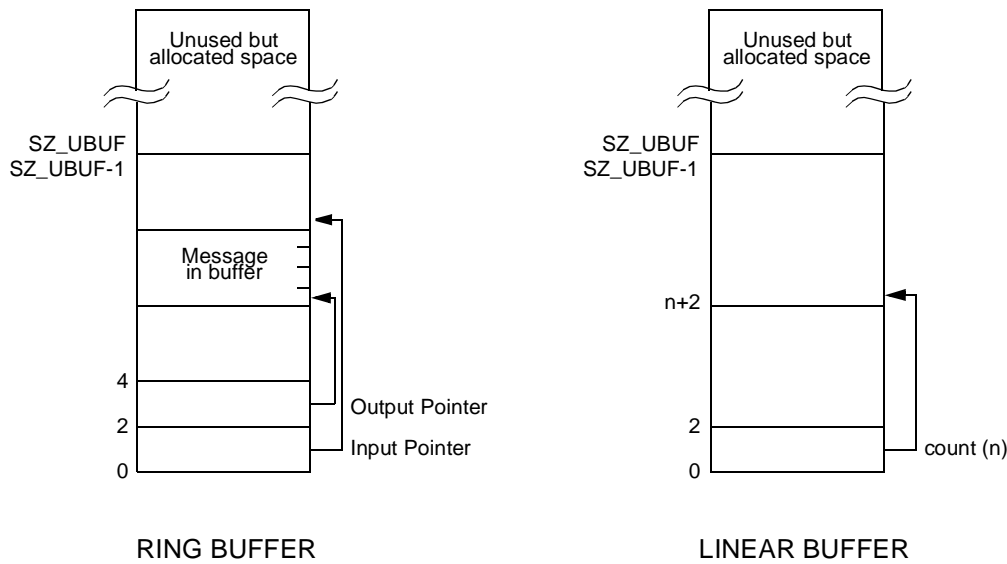 Unused but
allocated space
SZ_UBUF
SZ_UBUF-1
Message
in buffer
4
Output Pointer
2
Input Pointer
0
RING BUFFER
Unused but
allocated space
SZ_UBUF
SZ_UBUF-1
n+2
2
count (n)
0
LINEAR BUFFER